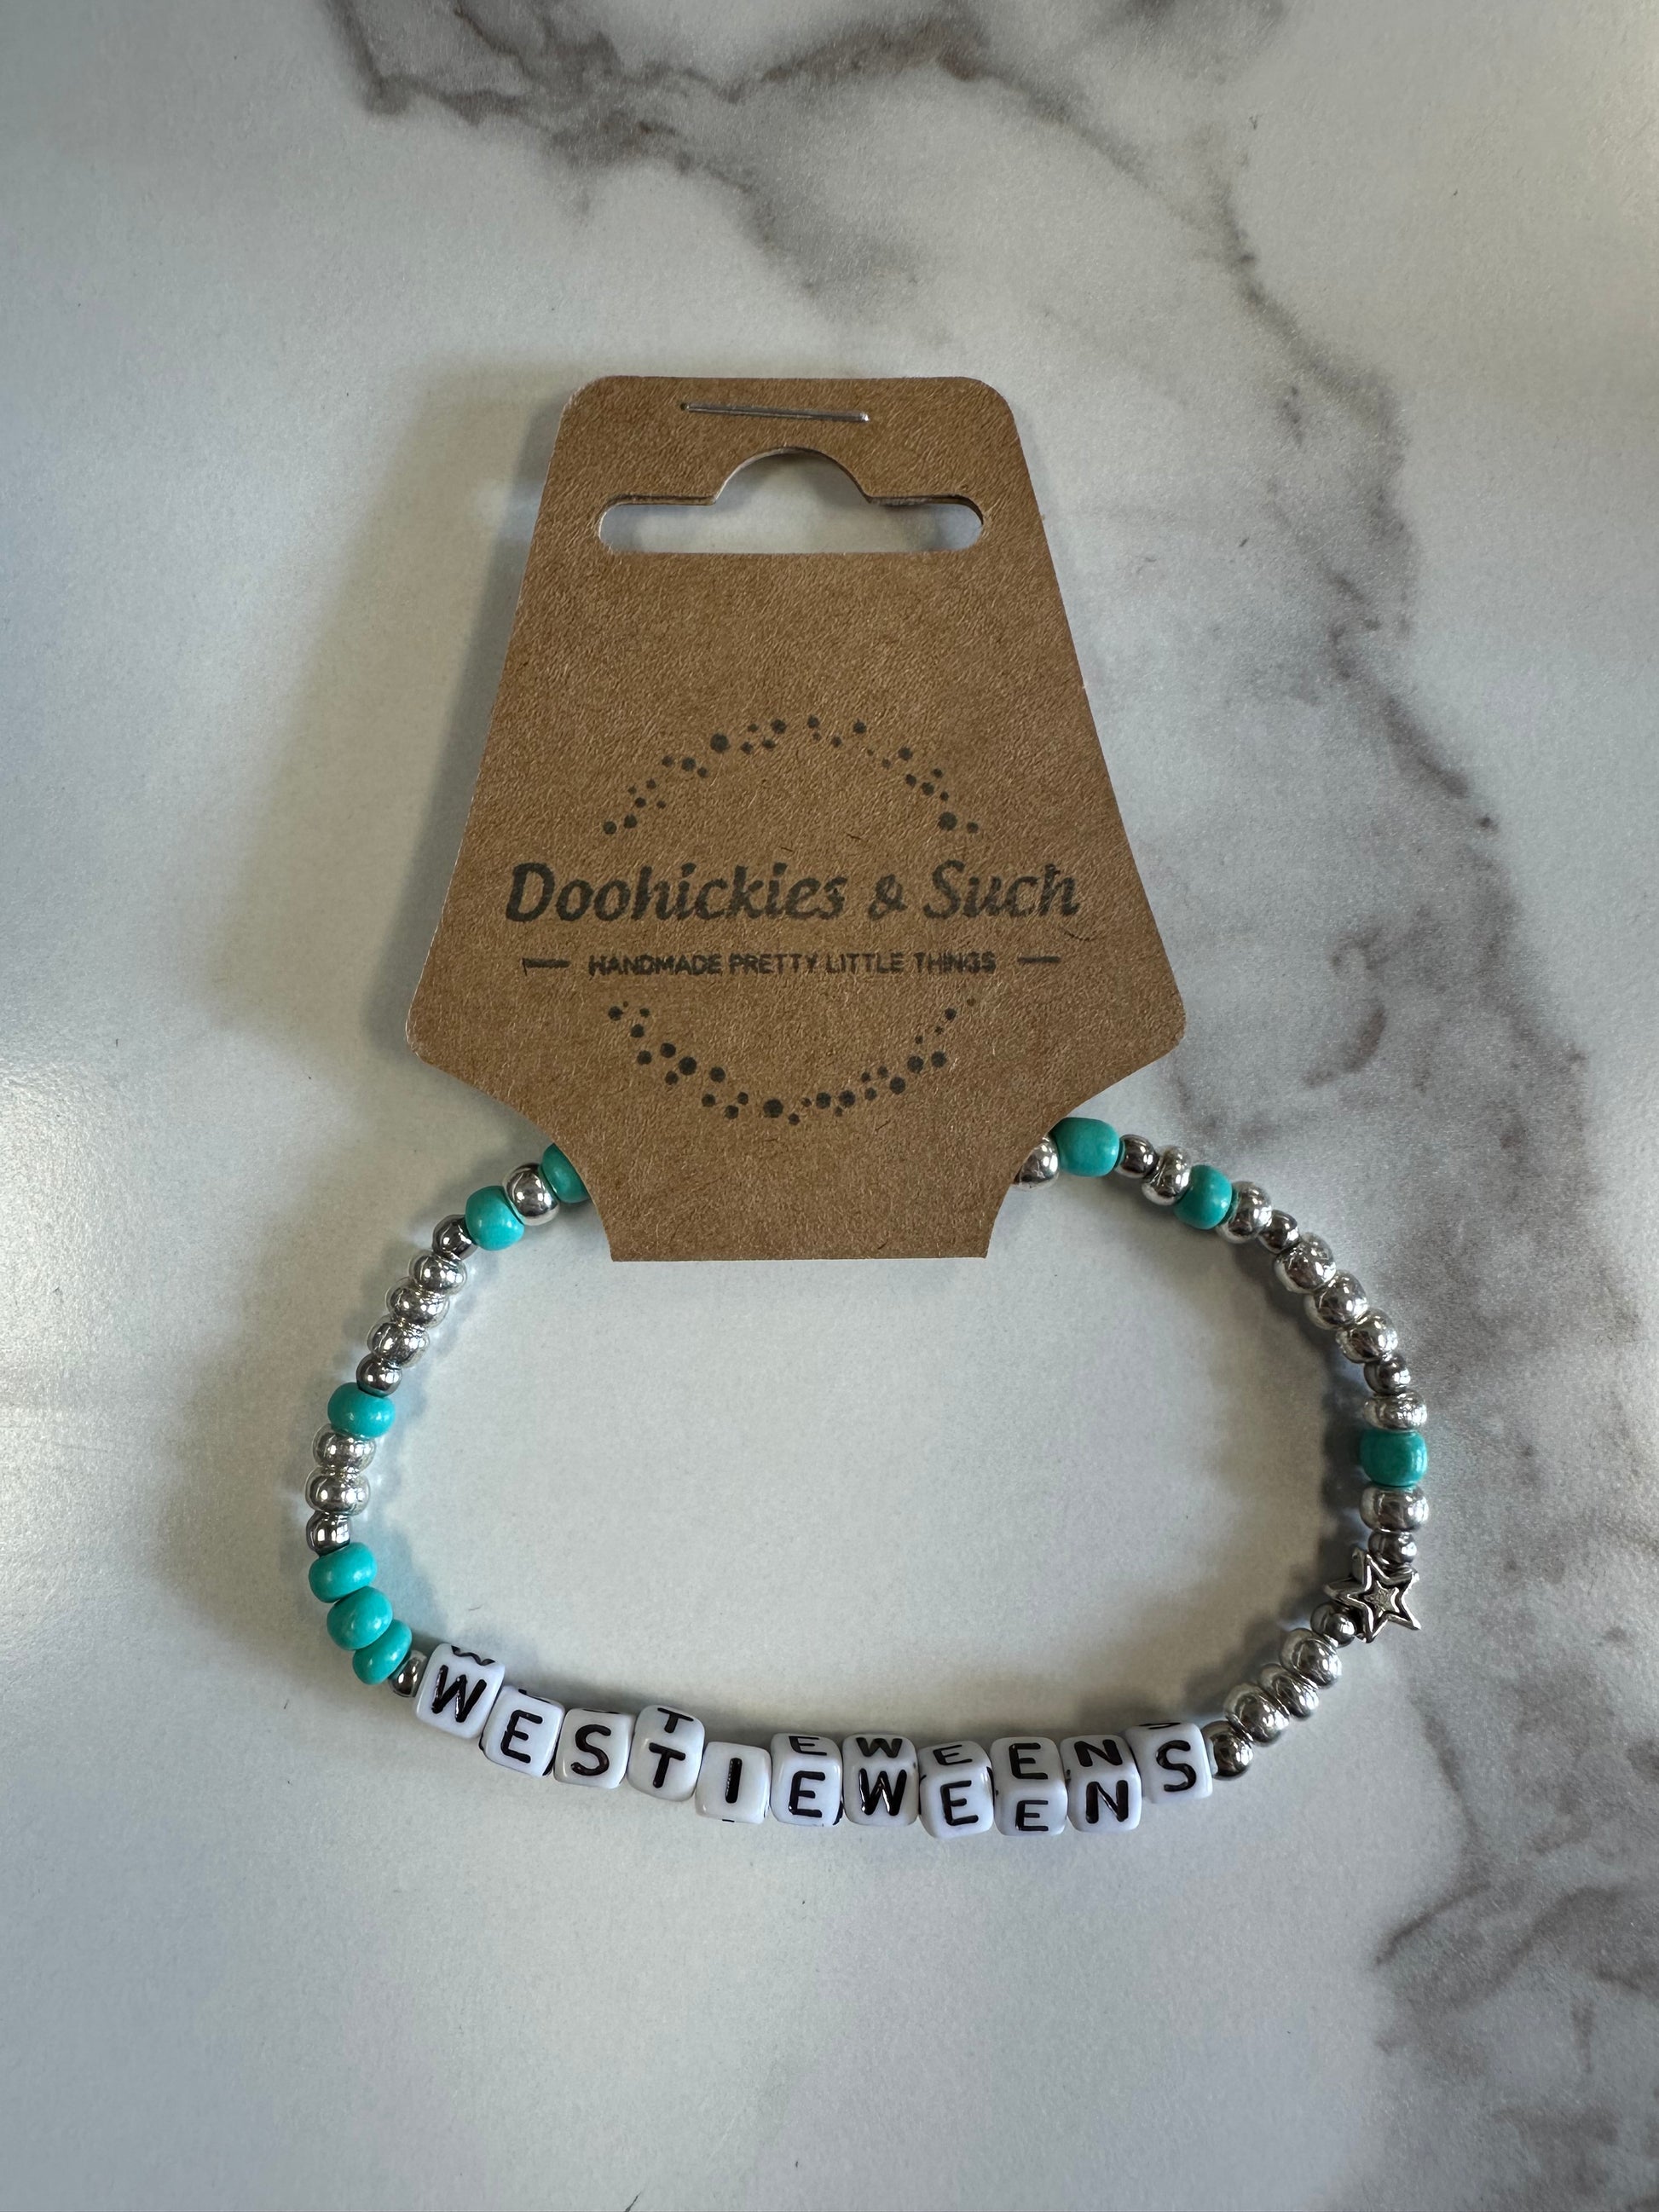 Doohickies & Such
HANDMADE PRETTY LITTLE THINGS
WESTIEWEENS